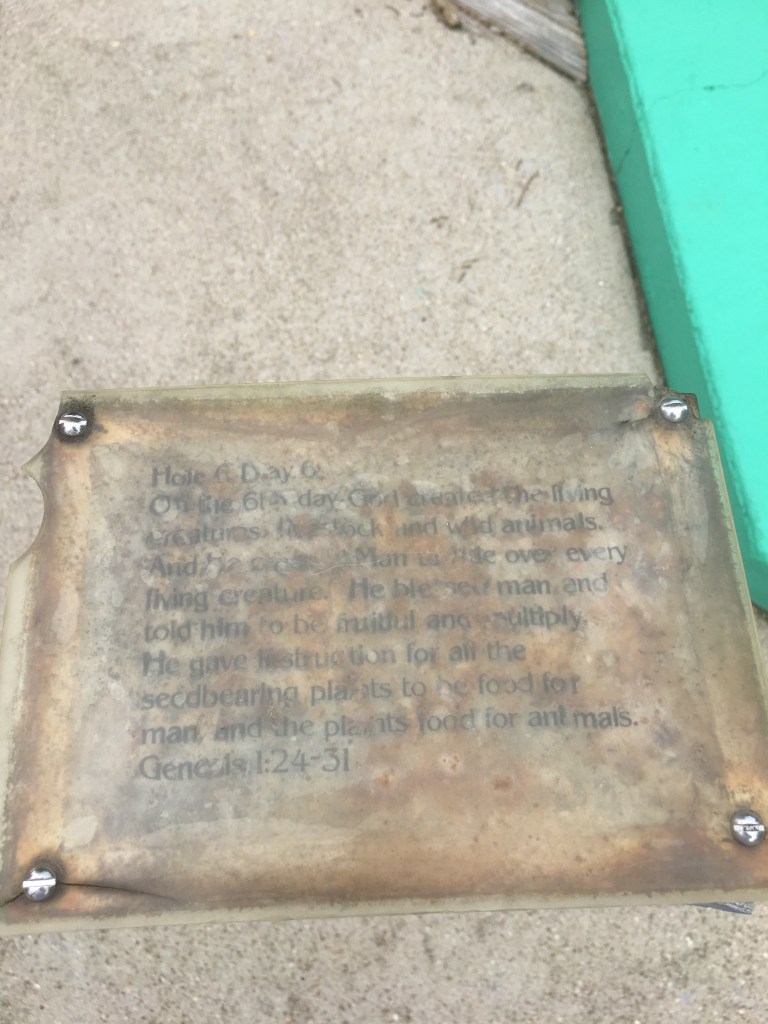 Hole 6 Day 6
On the 6th day God created the living
creatures, livestock and wild animals.
And he created Man to rule over every
living creature. He blessed man and
told him to be fruitful and multiply.
He gave instruction for all the
seedbearing plants to be food for
man, and the plants food for animals.
Genesis 1:24-31